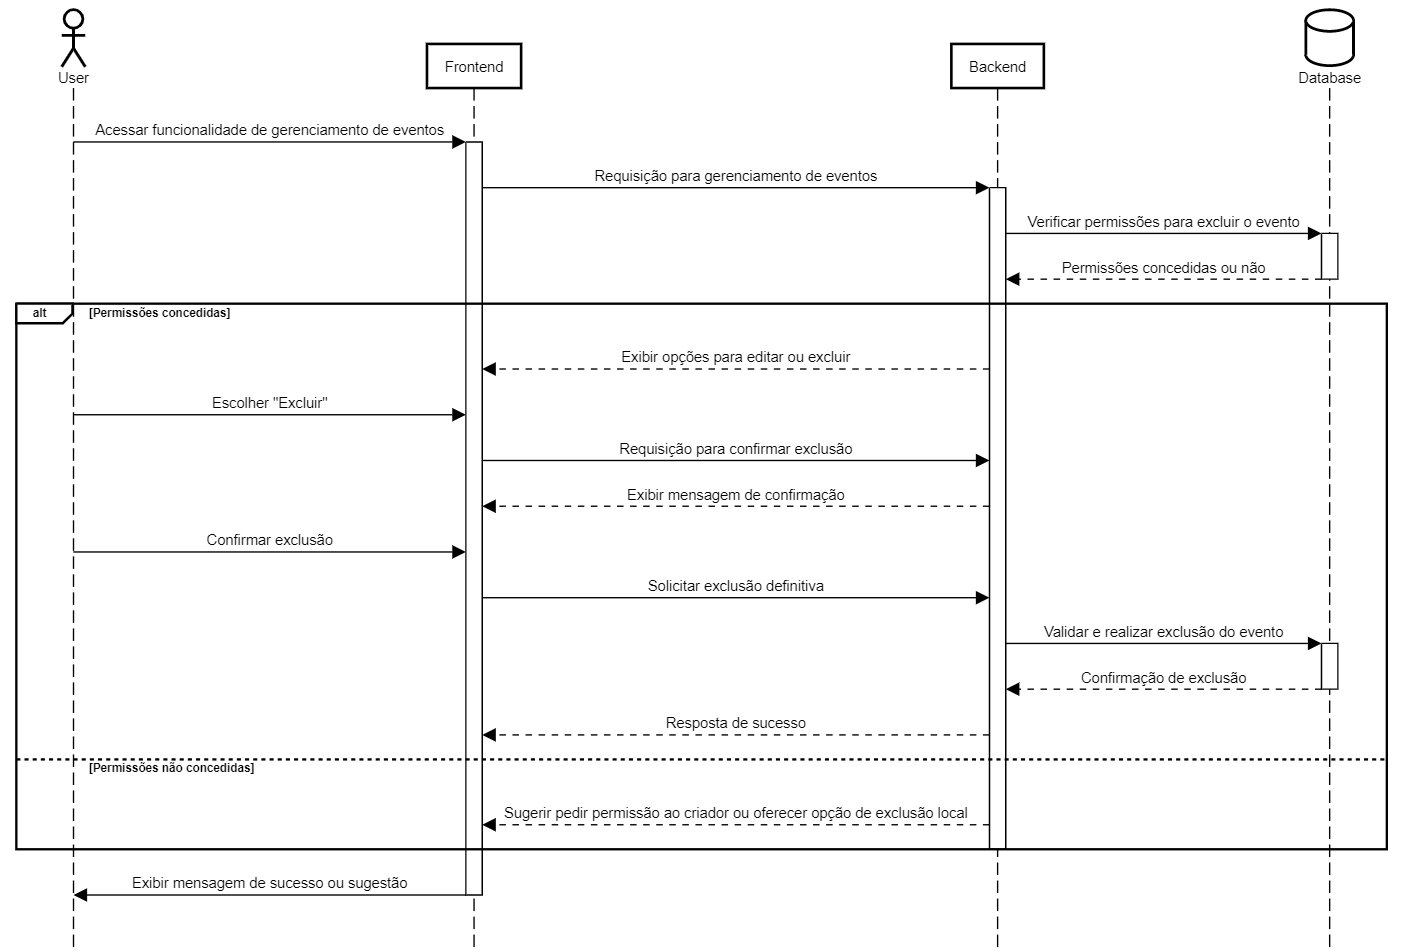 User
Frontend
Backend
Database
Acessar funcionalidade de gerenciamento de eventos
Requisição para gerenciamento de eventos
Verificar permissões para excluir o evento
Permissões concedidas ou não
alt
[Permissões concedidas]
Exibir opções para editar ou excluir
Escolher "Excluir"
Requisição para confirmar exclusão
Exibir mensagem de confirmação
Confirmar exclusão
Solicitar exclusão definitiva
Validar e realizar exclusão do evento
Confirmação de exclusão
Resposta de sucesso
[Permissões não concedidas]
Sugerir pedir permissão ao criador ou oferecer opção de exclusão local
Exibir mensagem de sucesso ou sugestão